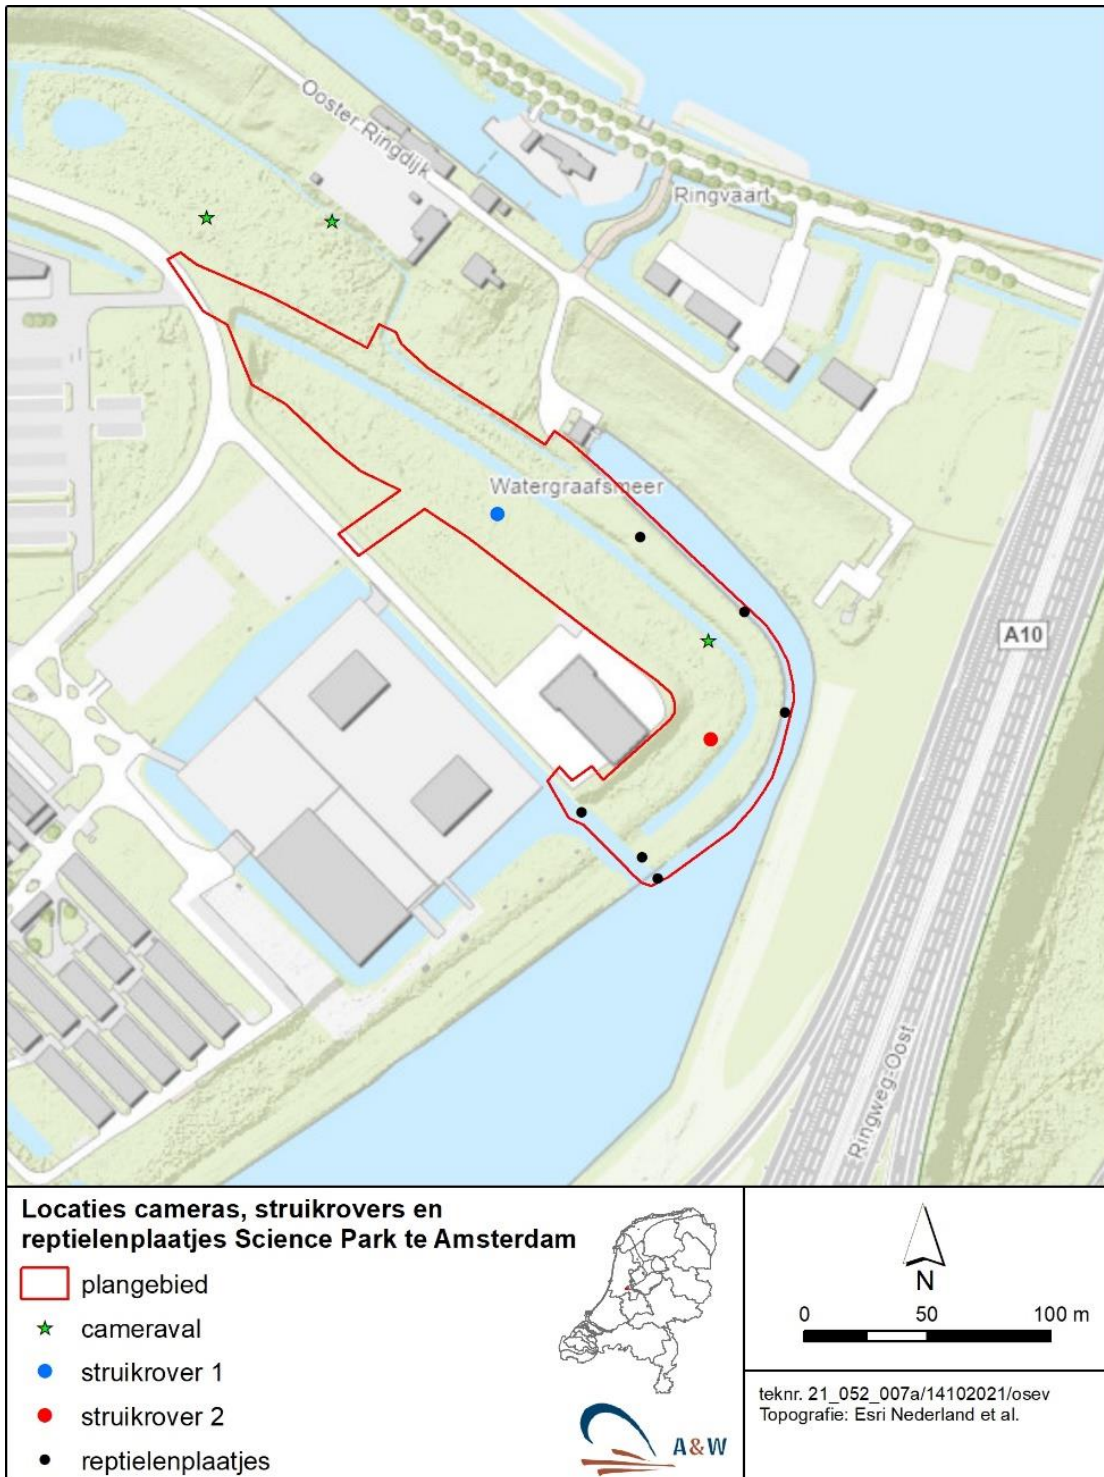 Ooster Ringdijk
Ringvaart
Watergraafsmeer
A10
Ringweg-Oost
Locaties cameras, struikrovers en
reptielenplaatjes Science Park te Amsterdam
plangebied
cameraval
struikrover 1
struikrover 2
reptielenplaatjes
A&W
N
0 50 100 m
teknr. 21_052_007a/14102021/osev
Topografie: Esri Nederland et al.